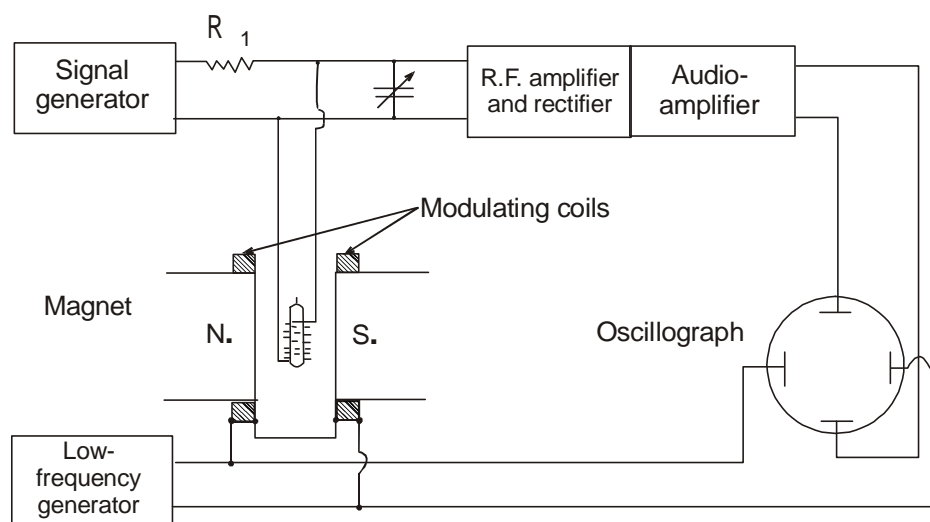 R 1
Signal
generator
R.F. amplifier
and rectifier
Audio-
amplifier
Modulating coils
Magnet
N.
S.
Oscillograph
Low-
frequency
generator